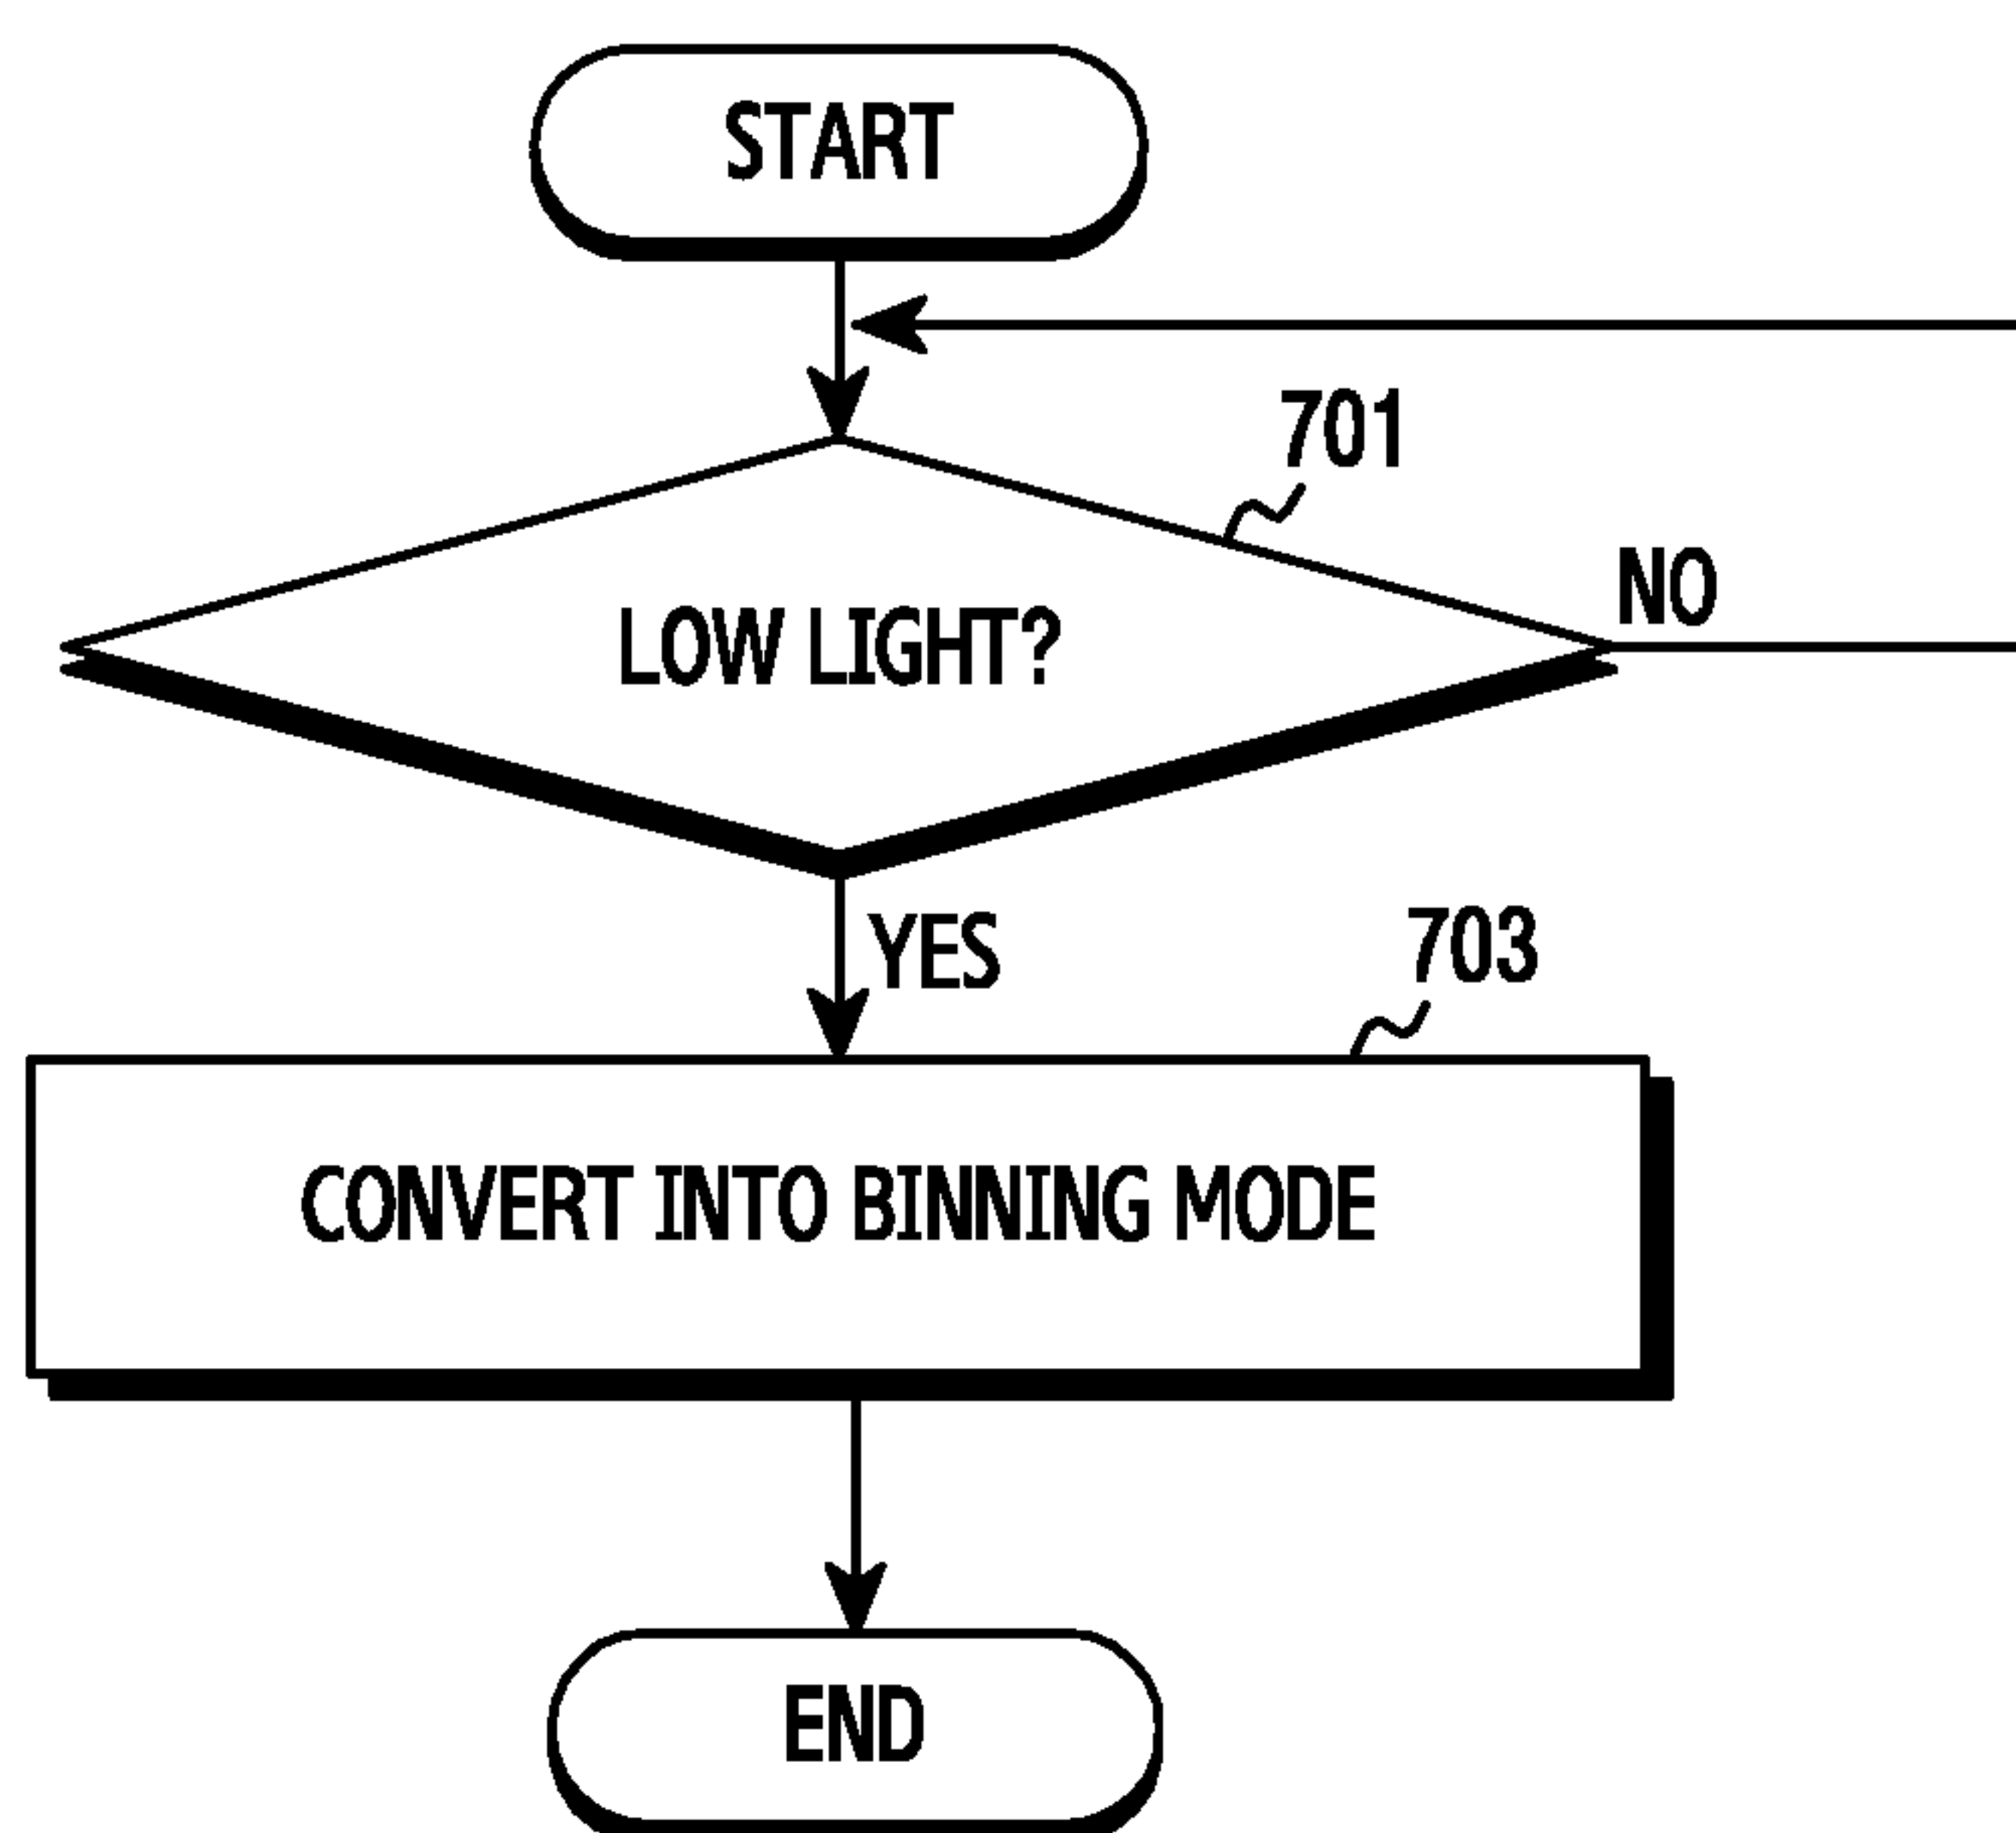 START
701
LOW LIGHT?
NO
YES
703
CONVERT INTO BINNING MODE
END